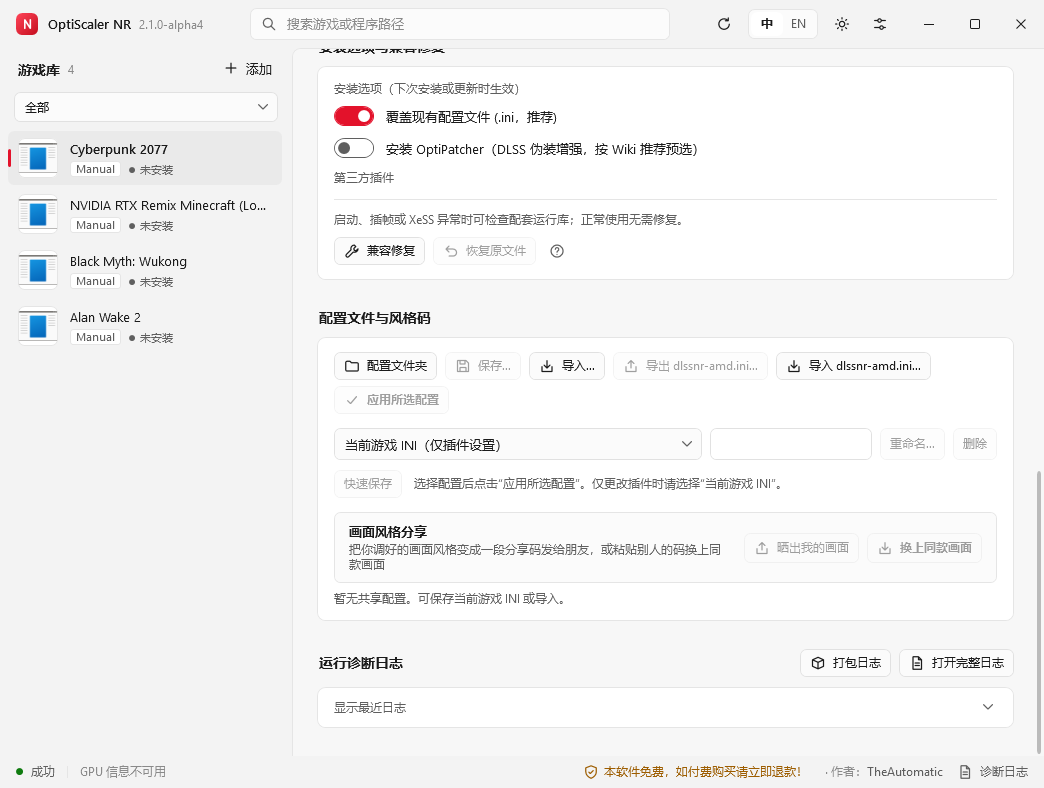 N OptiScaler NR 2.1.0-alpha4
搜索游戏或程序路径
中 EN
游戏库 4
添加
全部
Cyberpunk 2077
Manual 未安装
NVIDIA RTX Remix Minecraft (Lo...
Manual 未安装
Black Myth: Wukong
Manual 未安装
Alan Wake 2
Manual 未安装
安装选项与兼容修复
安装选项（下次安装或更新时生效）
覆盖现有配置文件 (.ini，推荐)
安装 OptiPatcher（DLSS 伪装增强，按 Wiki 推荐预选）
第三方插件
启动、插帧或 XeSS 异常时可检查配套运行库；正常使用无需修复。
兼容修复 恢复原文件
配置文件与风格码
配置文件夹 保存... 导入... 导出 dlssnr-amd.ini... 导入 dlssnr-amd.ini...
应用所选配置
当前游戏 INI（仅插件设置） 重命名... 删除
快速保存 选择配置后点击“应用所选配置”。仅更改插件时请选择“当前游戏 INI”。
画面风格分享
把你调好的画面风格变成一段分享码发给朋友，或粘贴别人的码换上同
款画面
晒出我的画面 换上同款画面
暂无共享配置。可保存当前游戏 INI 或导入。
运行诊断日志 打包日志 打开完整日志
显示最近日志
成功 GPU 信息不可用 本软件免费，如付费购买请立即退款！ · 作者： TheAutomatic 诊断日志